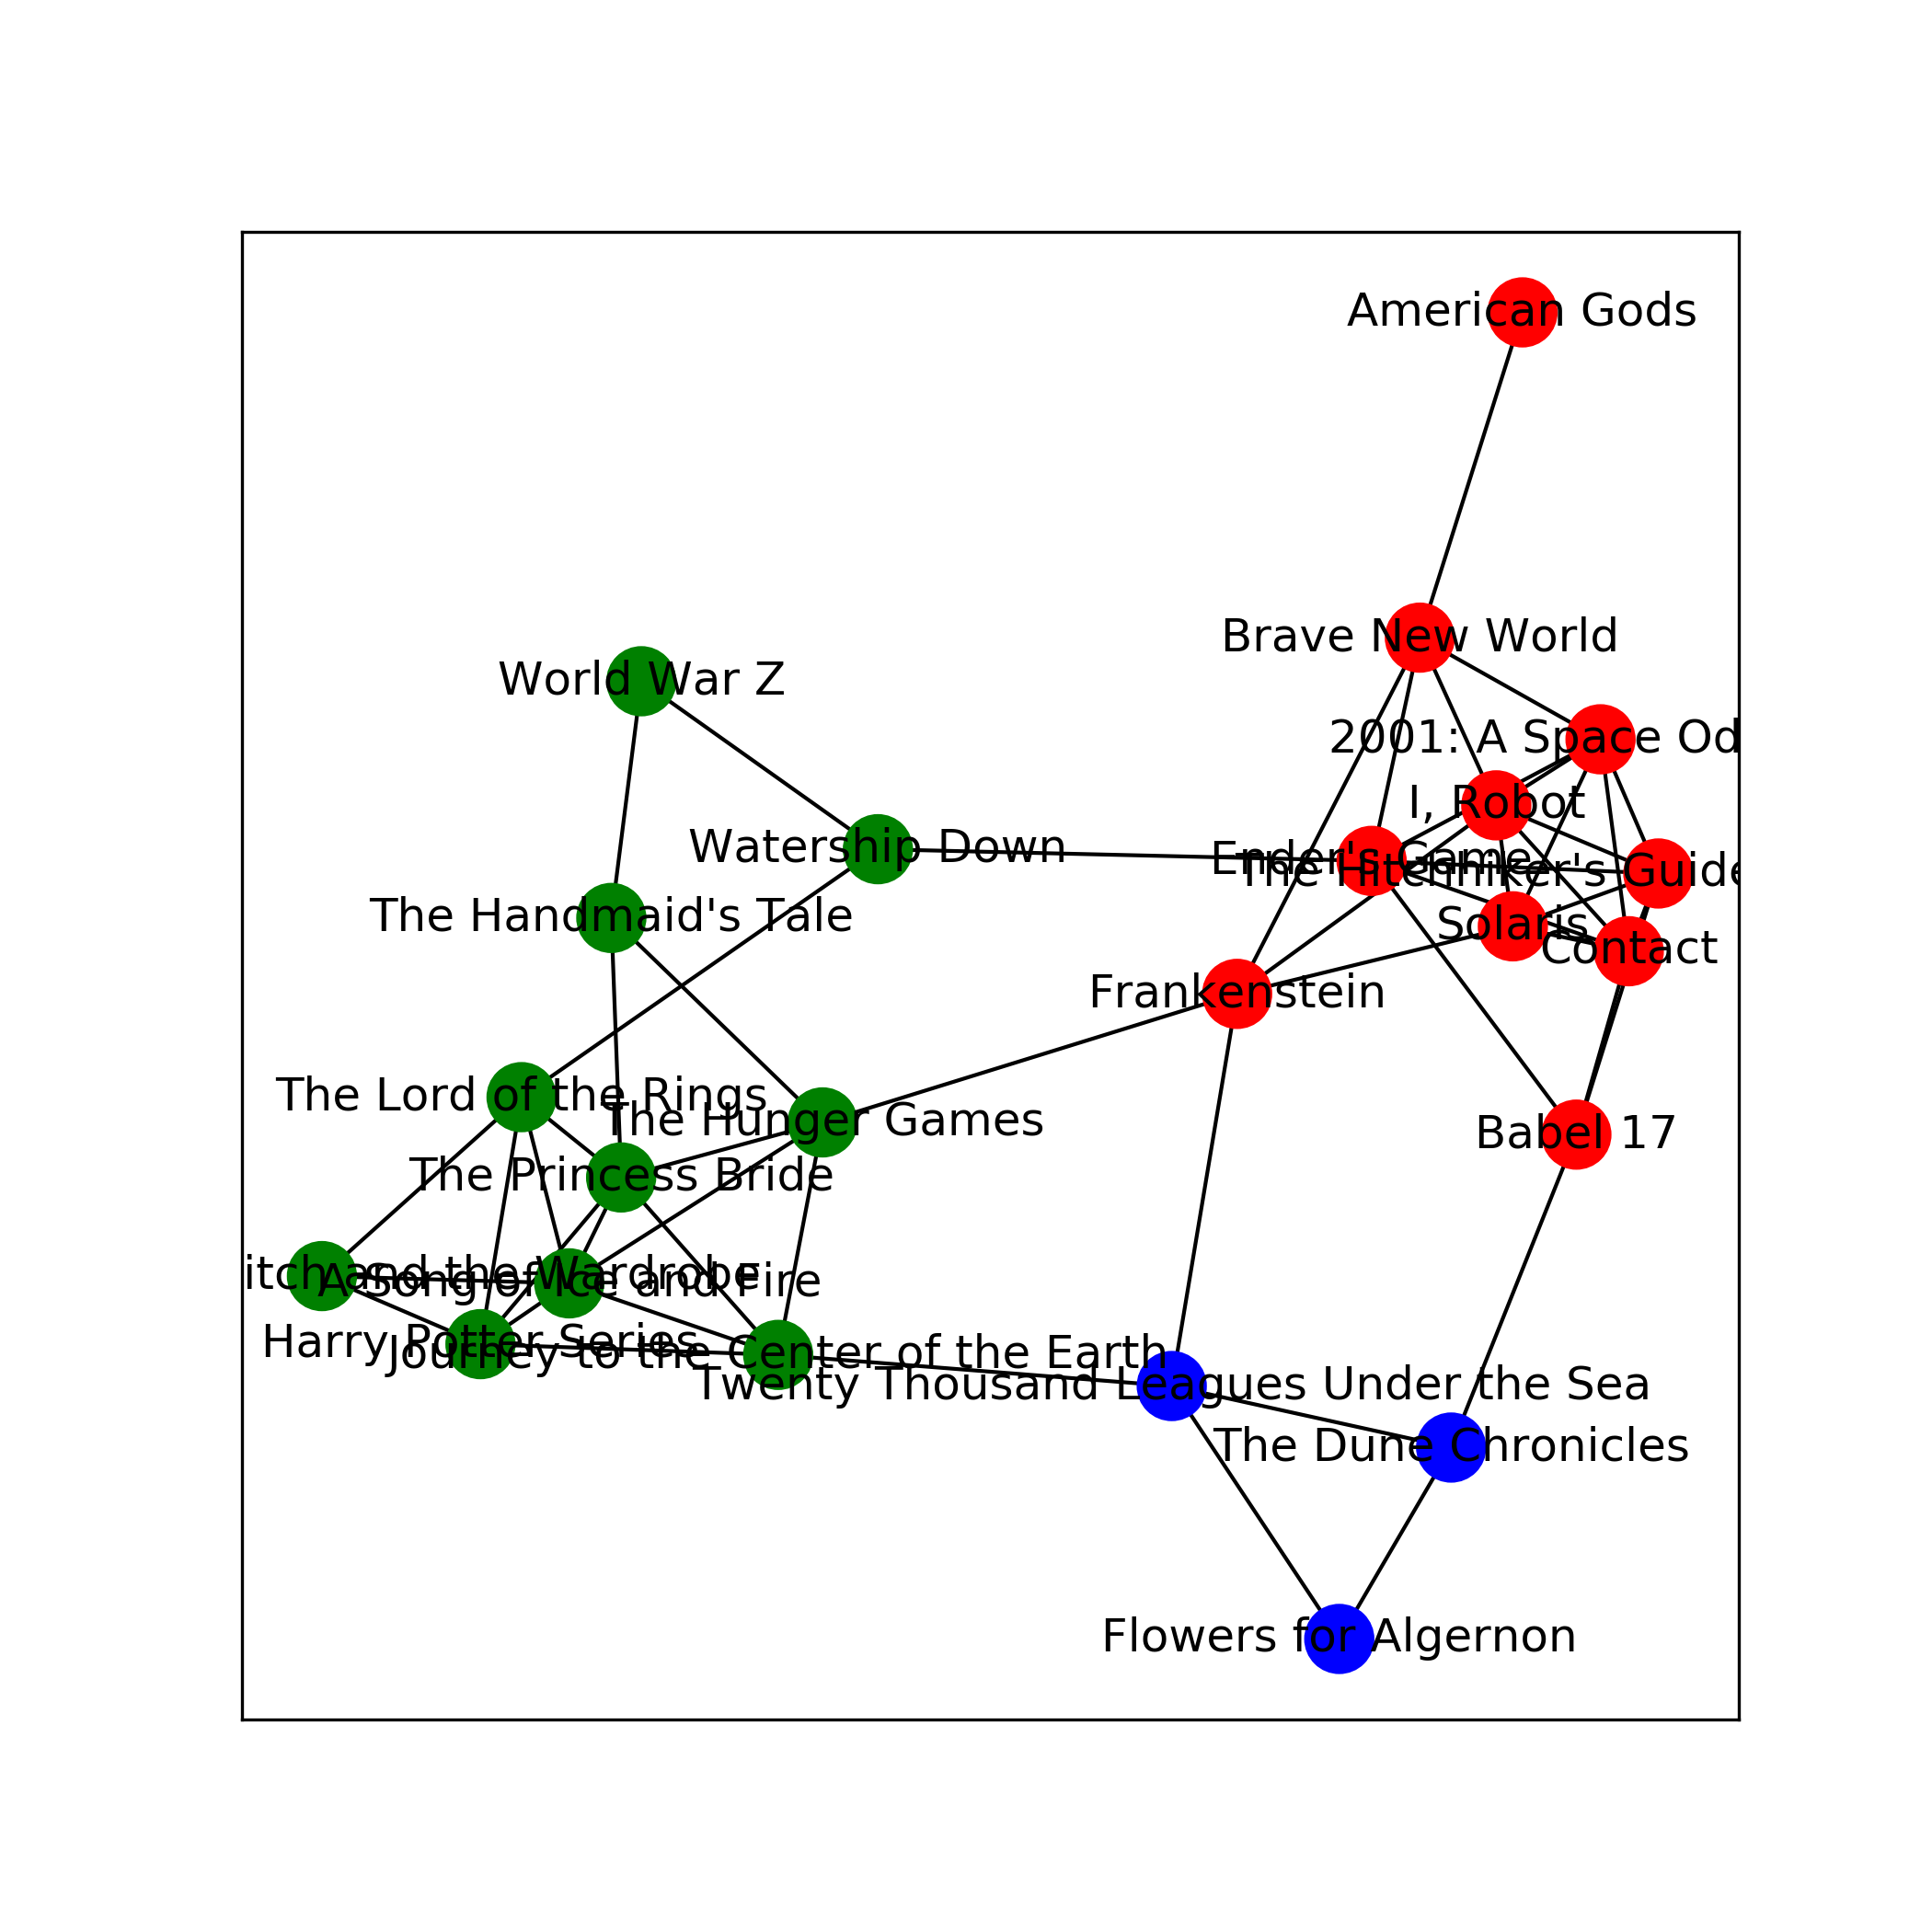 American Gods
Brave New World
World War Z
2001: A Space Od
I, Robot
Watership Down
Ender's Game
The Hitchhiker's Guide
The Handmaid's Tale
Solaris
Contact
Frankenstein
The Lord of the Rings
The Hunger Games
Babel 17
The Princess Bride
itch and the Wardrobe
A Song of Ice and Fire
Harry Potter Series
Journey to the Center of the Earth
Twenty Thousand Leagues Under the Sea
The Dune Chronicles
Flowers for Algernon